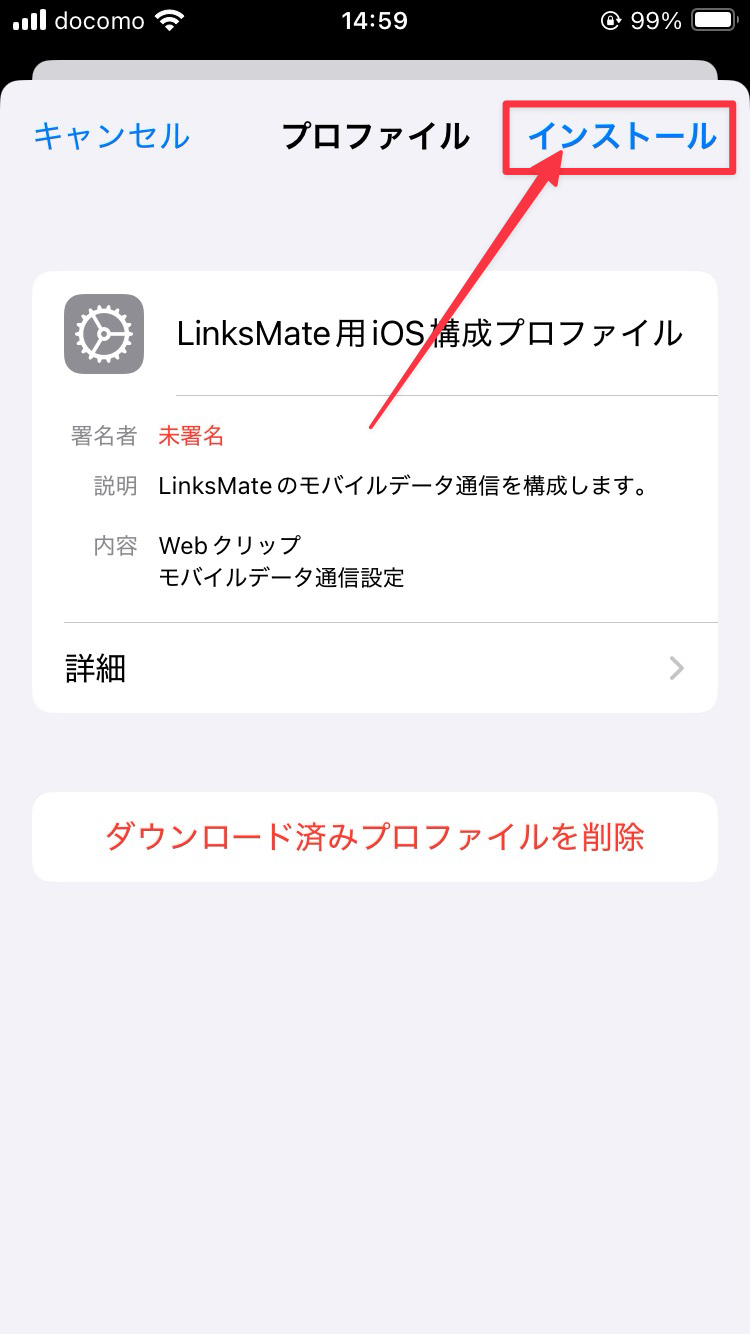 docomo 14:59 99%
キャンセル プロファイル インストール
LinksMate用iOS構成プロファイル
署名者 未署名
説明 LinksMateのモバイルデータ通信を構成します。
内容 Webクリップ
モバイルデータ通信設定
詳細
ダウンロード済みプロファイルを削除